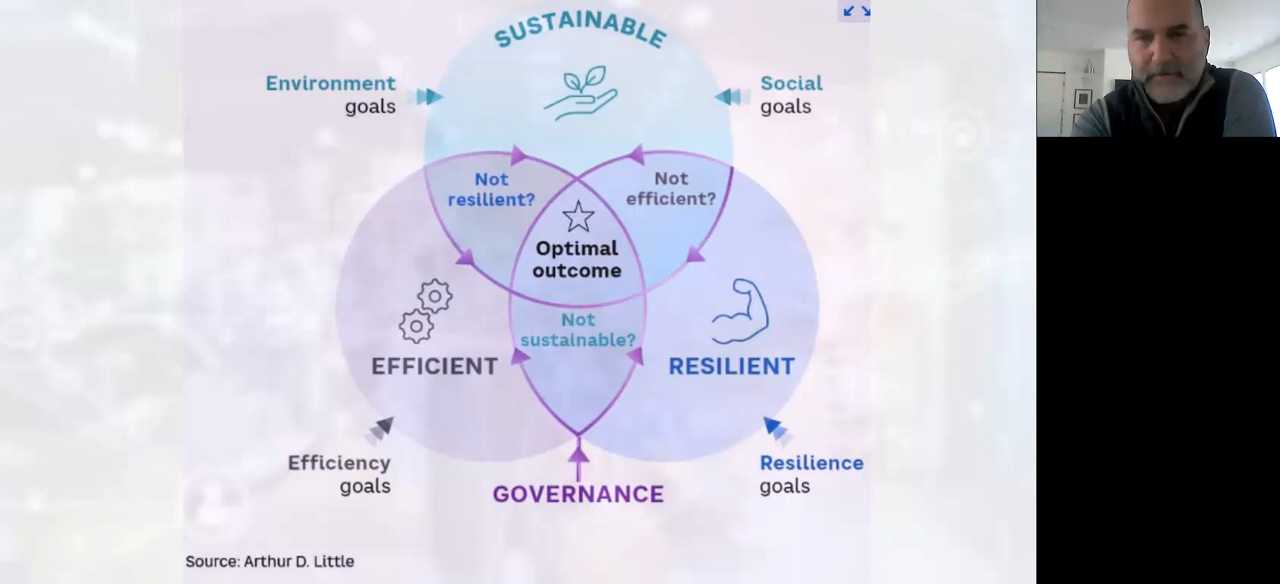 SUSTAINABLE
Environment
goals
Social
goals
Not
resilient?
Not
efficient?
Optimal
outcome
Not
sustainable?
EFFICIENT
RESILIENT
Efficiency
goals
Resilience
goals
GOVERNANCE
Source: Arthur D. Little